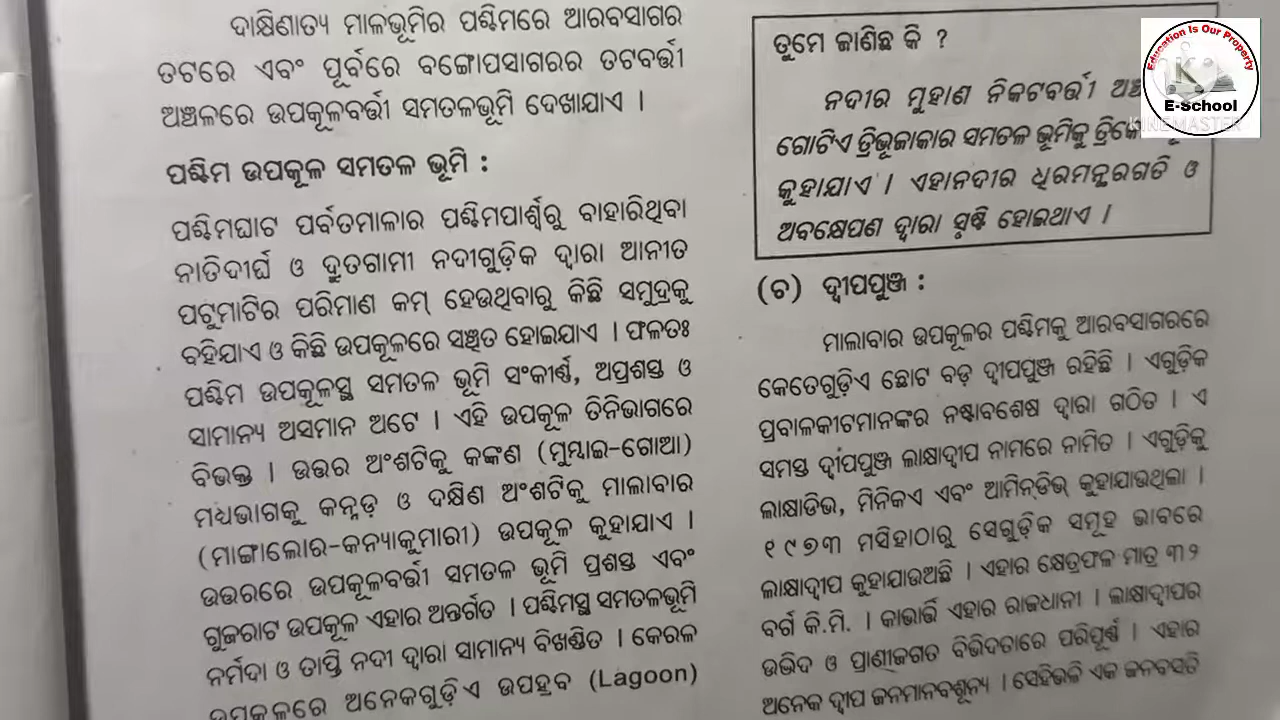 ଦାକ୍ଷିଣାତ୍ୟ ମାଳଭୂମିର ପଶ୍ଚିମରେ ଆରବସାଗର
ତଟରେ ଏବଂ ପୂର୍ବରେ ବଙ୍ଗୋପସାଗରର ତଟବର୍ତ୍ତୀ
ଅଞ୍ଚଳରେ ଉପକୂଳବର୍ତ୍ତୀ ସମତଳଭୂମି ଦେଖାଯାଏ ।
ପଶ୍ଚିମ ଉପକୂଳ ସମତଳ ଭୂମି :
ପଶ୍ଚିମଘାଟ ପର୍ବତମାଳାର ପଶ୍ଚିମପାର୍ଶ୍ୱରୁ ବାହାରିଥିବା
ନାତିଦୀର୍ଘ ଓ ଦ୍ରୁତଗାମୀ ନଦୀଗୁଡ଼ିକ ଦ୍ୱାରା ଆନୀତ
ପଟୁମାଟିର ପରିମାଣ କମ୍ ହେଉଥିବାରୁ କିଛି ସମୁଦ୍ରକୁ
ବହିଯାଏ ଓ କିଛି ଉପକୂଳରେ ସଞ୍ଚିତ ହୋଇଯାଏ । ଫଳତଃ
ପଶ୍ଚିମ ଉପକୂଳସ୍ଥ ସମତଳ ଭୂମି ସଂକୀର୍ଣ୍ଣ, ଅପ୍ରଶସ୍ତ ଓ
ସାମାନ୍ୟ ଅସମାନ ଅଟେ । ଏହି ଉପକୂଳ ତିନିଭାଗରେ
ବିଭକ୍ତ । ଉତ୍ତର ଅଂଶଟିକୁ କଙ୍କଣ (ମୁମ୍ଭାଇ-ଗୋଆ)
ମଧ୍ୟଭାଗକୁ କନ୍ନଡ଼ ଓ ଦକ୍ଷିଣ ଅଂଶଟିକୁ ମାଲାବାର
(ମାଙ୍ଗାଲୋର-କନ୍ୟାକୁମାରୀ) ଉପକୂଳ କୁହାଯାଏ ।
ଉତ୍ତରରେ ଉପକୂଳବର୍ତ୍ତୀ ସମତଳ ଭୂମି ପ୍ରଶସ୍ତ ଏବଂ
ଗୁଜରାଟ ଉପକୂଳ ଏହାର ଅନ୍ତର୍ଗତ । ପଶ୍ଚିମସ୍ଥ ସମତଳଭୂମି
ନର୍ମଦା ଓ ତାପ୍ତି ନଦୀ ଦ୍ୱାରା ସାମାନ୍ୟ ବିଖଣ୍ଡିତ । କେରଳ
ଉପକୂଳରେ ଅନେକଗୁଡ଼ିଏ ଉପହ୍ରଦ (Lagoon)
ତୁମେ ଜାଣିଛ କି ?
ନଦୀର ମୁହାଣ ନିକଟବର୍ତ୍ତୀ
ଗୋଟିଏ ତ୍ରିଭୂଜାକାର ସମତଳ ଭୂମିକୁ
କୁହାଯାଏ । ଏହାନଦୀର ଧିରମନ୍ଥରଗତି ଓ
ଅବକ୍ଷେପଣ ଦ୍ୱାରା ସୃଷ୍ଟି ହୋଇଥାଏ ।
(ଚ) ଦ୍ୱୀପପୁଞ୍ଜ :
ମାଲାବାର ଉପକୂଳର ପଶ୍ଚିମକୁ ଆରବସାଗରରେ
କେତେଗୁଡ଼ିଏ ଛୋଟ ବଡ଼ ଦ୍ୱୀପପୁଞ୍ଜ ରହିଛି । ଏଗୁଡ଼ିକ
ପ୍ରବାଳକୀଟମାନଙ୍କର ନଷ୍ଟାବଶେଷ ଦ୍ୱାରା ଗଠିତ । ଏ
ସମସ୍ତ ଦ୍ୱୀପପୁଞ୍ଜ ଲାକ୍ଷାଦ୍ୱୀପ ନାମରେ ନାମିତ । ଏଗୁଡ଼ିକୁ
ଲାକ୍ଷାଡିଭ, ମିନିକଏ ଏବଂ ଆମିନ୍‌ଡିଭ୍ କୁହାଯାଉଥିଲା ।
୧୯୭୩ ମସିହାଠାରୁ ସେଗୁଡ଼ିକ ସମୂହ ଭାବରେ
ଲାକ୍ଷାଦ୍ୱୀପ କୁହାଯାଉଅଛି । ଏହାର କ୍ଷେତ୍ରଫଳ ମାତ୍ର ୩୨
ବର୍ଗ କି.ମି. । କାଭାର୍ତ୍ତି ଏହାର ରାଜଧାନୀ । ଲାକ୍ଷାଦ୍ୱୀପର
ଉଦ୍ଭିଦ ଓ ପ୍ରାଣୀଜଗତ ବିଭିଦତାରେ ପରିପୂର୍ଣ୍ଣ । ଏହାର
ଅନେକ ଦ୍ୱୀପ ଜନମାନବଶୂନ୍ୟ । ସେହିଭଳି ଏକ ଜନବସତି
Education Is Our Property
K
E-school
KINEMASTER